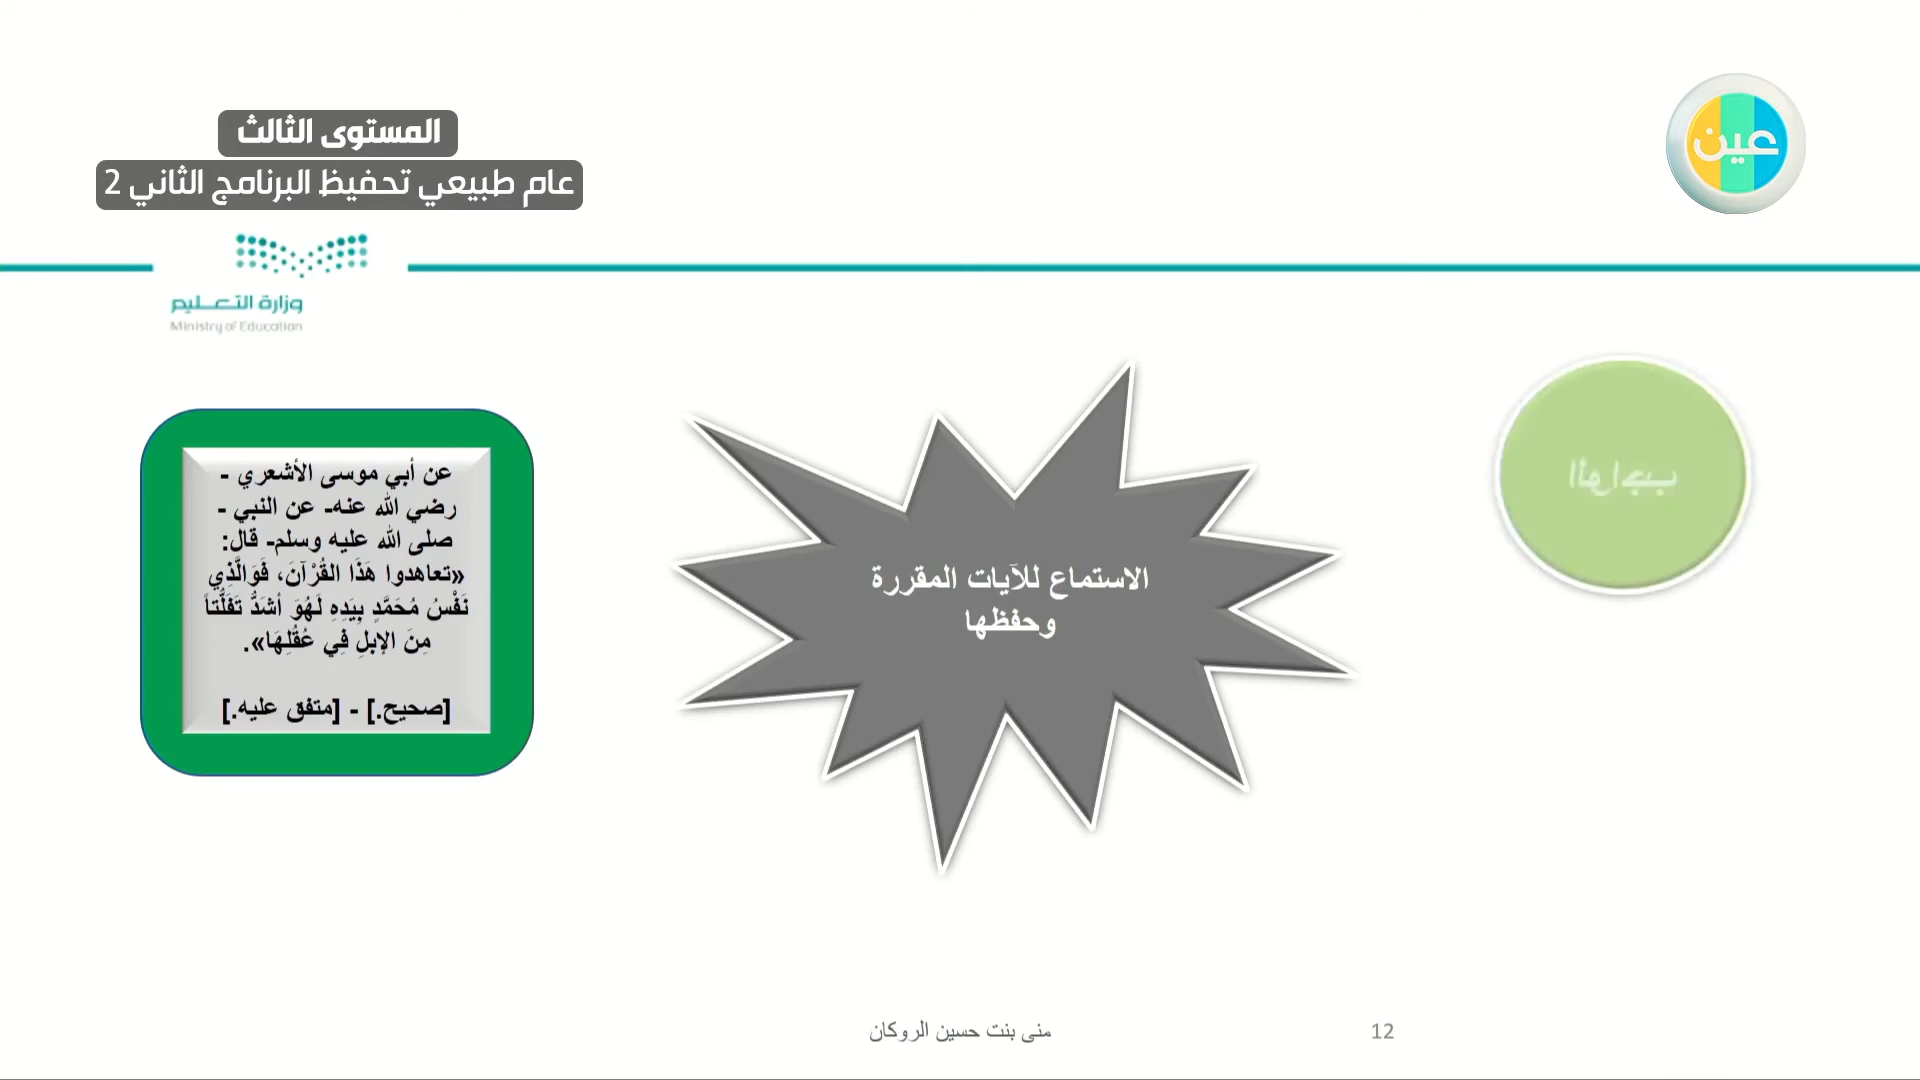 المستوى الثالث
عام طبيعي تحفيظ البرنامج الثاني 2
عين
وزارة التعليم
Ministry of Education
عن أبي موسى الأشعري -
رضي الله عنه- عن النبي -
صلى الله عليه وسلم- قال:
«تعاهدوا هَذَا القُرْآنَ، فَوَالَّذِي
نَفْسُ مُحَمَّدٍ بِيَدِهِ لَهُوَ أشَدُّ تَفَلُّتاً
مِنَ الإبلِ فِي عُقُلِهَا».
[صحيح.] - [متفق عليه.]
الاستماع للآيات المقررة
وحفظها
منى بنت حسين الروكان
12